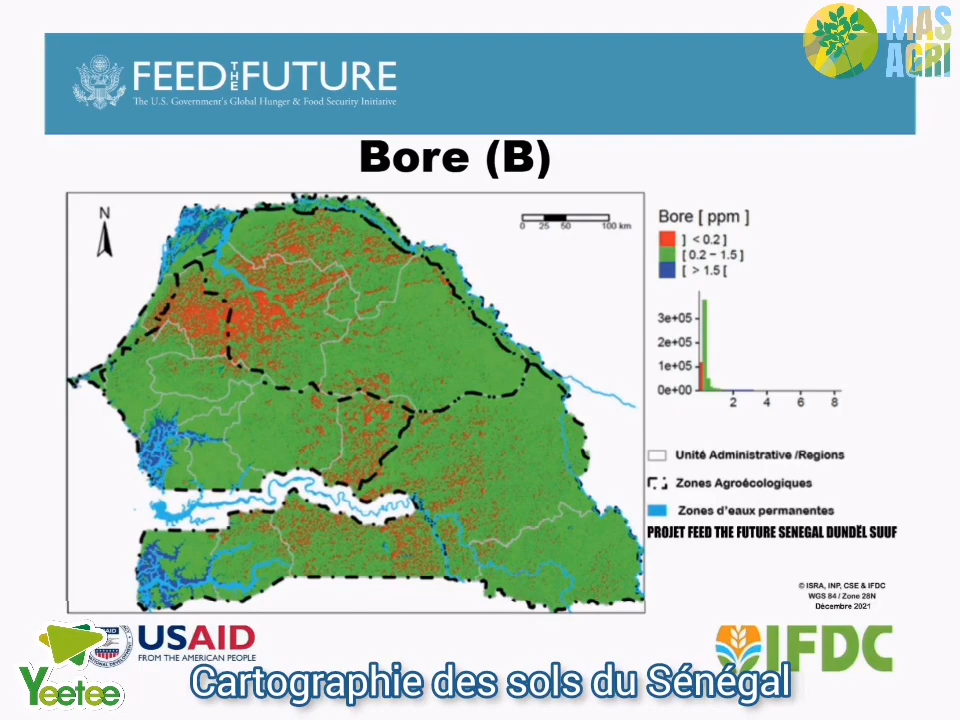 MAS
AGRI
FEED THE FUTURE
The U.S. Government's Global Hunger & Food Security Initiative
Bore (B)
N
0 25 50 100 km
Bore [ ppm ]
] < 0.2 ]
[ 0.2 – 1.5 [
[ > 1.5 [
3e+05
2e+05
1e+05
0e+00
2 4 6 8
Unité Administrative /Regions
Zones Agroécologiques
Zones d'eaux permanentes
PROJET FEED THE FUTURE SENEGAL DUNDËL SUUF
© ISRA, INP, CSE & IFDC
WGS 84 / Zone 28N
Décembre 2021
USAID
FROM THE AMERICAN PEOPLE
IFDC
Yeetee
Cartographie des sols du Sénégal